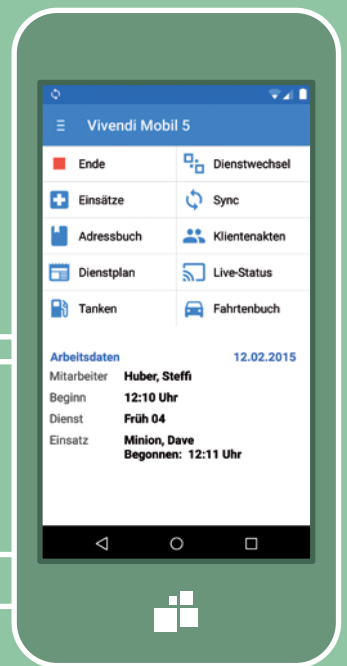 Vivendi Mobil 5
Ende Dienstwechsel
Einsätze Sync
Adressbuch Klientenakten
Dienstplan Live-Status
Tanken Fahrtenbuch
Arbeitsdaten 12.02.2015
Mitarbeiter Huber, Steffi
Beginn 12:10 Uhr
Dienst Früh 04
Einsatz Minion, Dave
Begonnen: 12:11 Uhr